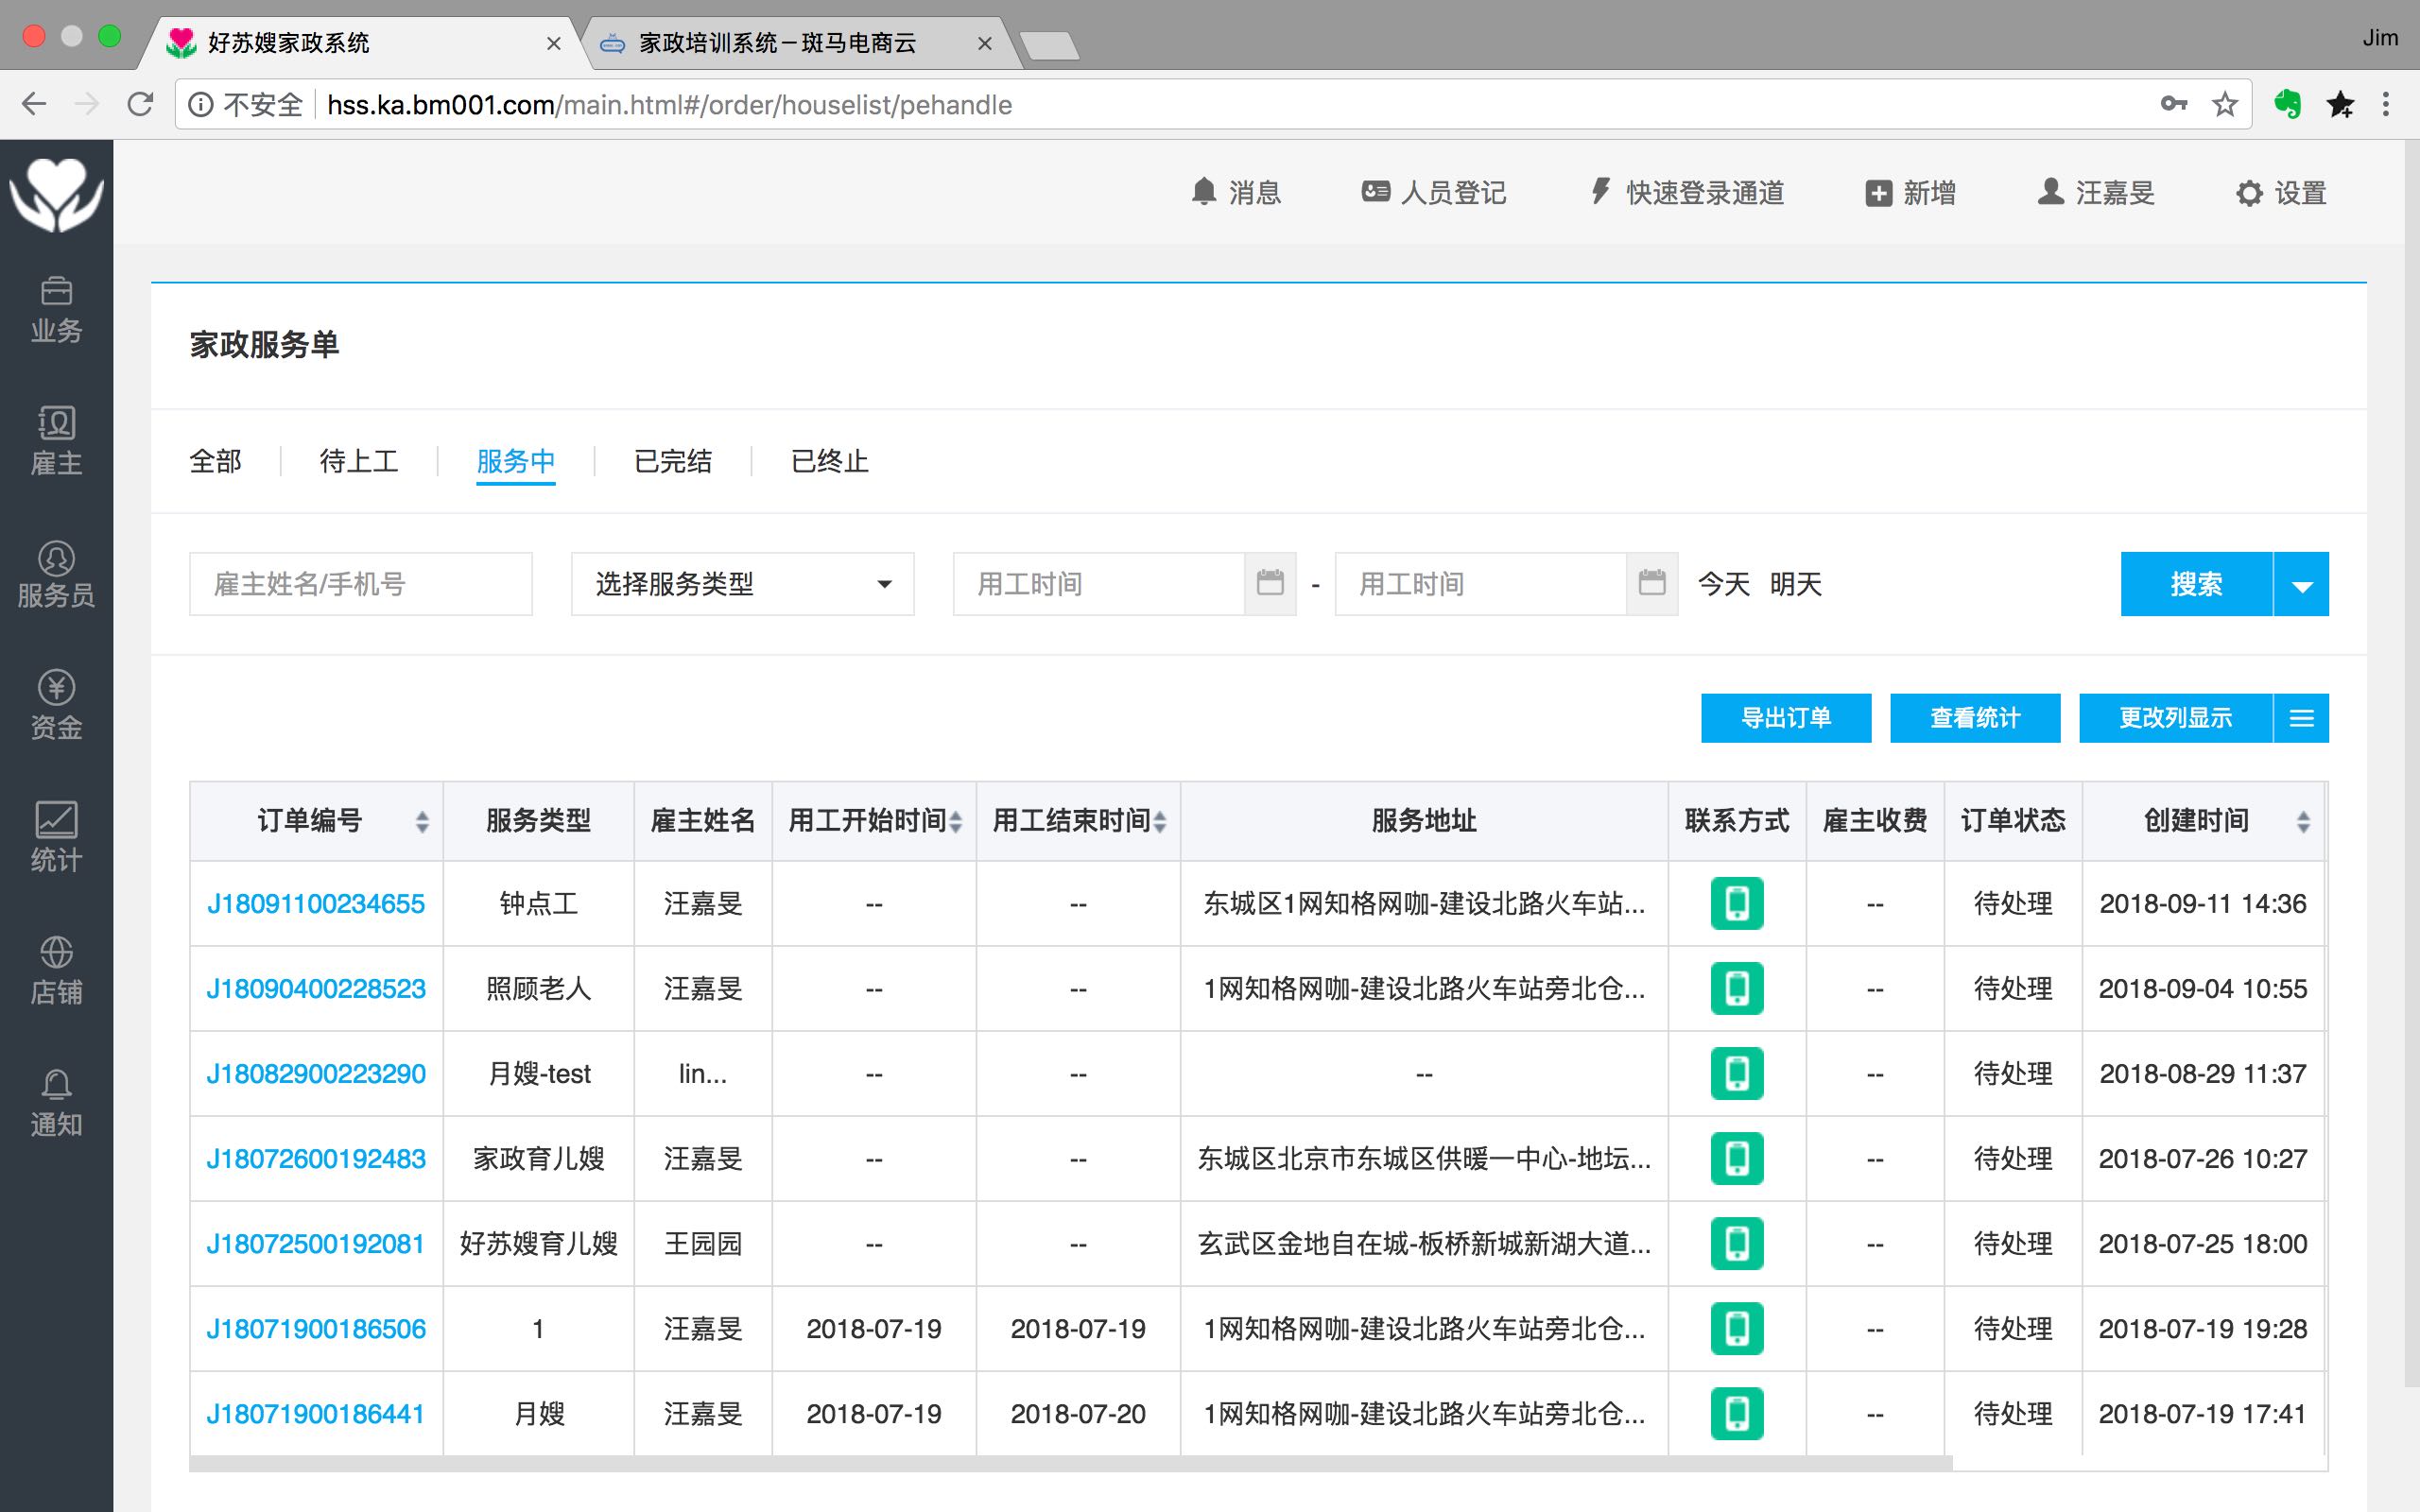 好苏嫂家政系统
家政培训系统－斑马电商云
Jim
不安全
hss.ka.bm001.com/main.html#/order/houselist/pehandle
消息
人员登记
快速登录通道
新增
汪嘉旻
设置
业务
雇主
服务员
资金
统计
店铺
通知
家政服务单
全部 待上工 服务中 已完结 已终止
雇主姓名/手机号 选择服务类型 用工时间 - 用工时间 今天 明天 搜索
导出订单 查看统计 更改列显示
订单编号 服务类型 雇主姓名 用工开始时间 用工结束时间 服务地址 联系方式 雇主收费 订单状态 创建时间
J18091100234655 钟点工 汪嘉旻 -- -- 东城区1网知格网咖-建设北路火车站... -- 待处理 2018-09-11 14:36
J18090400228523 照顾老人 汪嘉旻 -- -- 1网知格网咖-建设北路火车站旁北仓... -- 待处理 2018-09-04 10:55
J18082900223290 月嫂-test lin... -- -- -- -- 待处理 2018-08-29 11:37
J18072600192483 家政育儿嫂 汪嘉旻 -- -- 东城区北京市东城区供暖一中心-地坛... -- 待处理 2018-07-26 10:27
J18072500192081 好苏嫂育儿嫂 王园园 -- -- 玄武区金地自在城-板桥新城新湖大道... -- 待处理 2018-07-25 18:00
J18071900186506 1 汪嘉旻 2018-07-19 2018-07-19 1网知格网咖-建设北路火车站旁北仓... -- 待处理 2018-07-19 19:28
J18071900186441 月嫂 汪嘉旻 2018-07-19 2018-07-20 1网知格网咖-建设北路火车站旁北仓... -- 待处理 2018-07-19 17:41